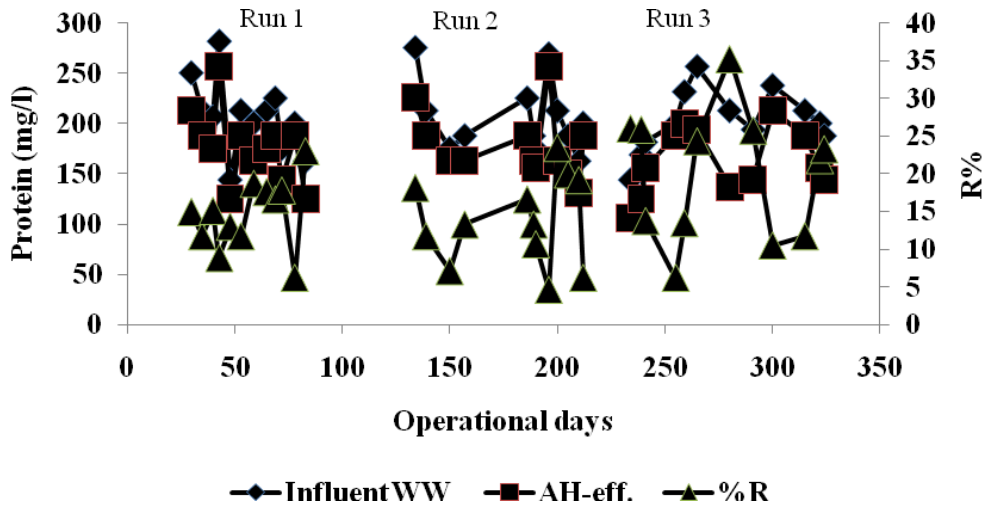 Run 1 Run 2 Run 3
300
250
200
150
100
50
0
Protein (mg/l)
40
35
30
25
20
15
10
5
0
R%
0 50 100 150 200 250 300 350
Operational days
Influent WW AH-eff. %R